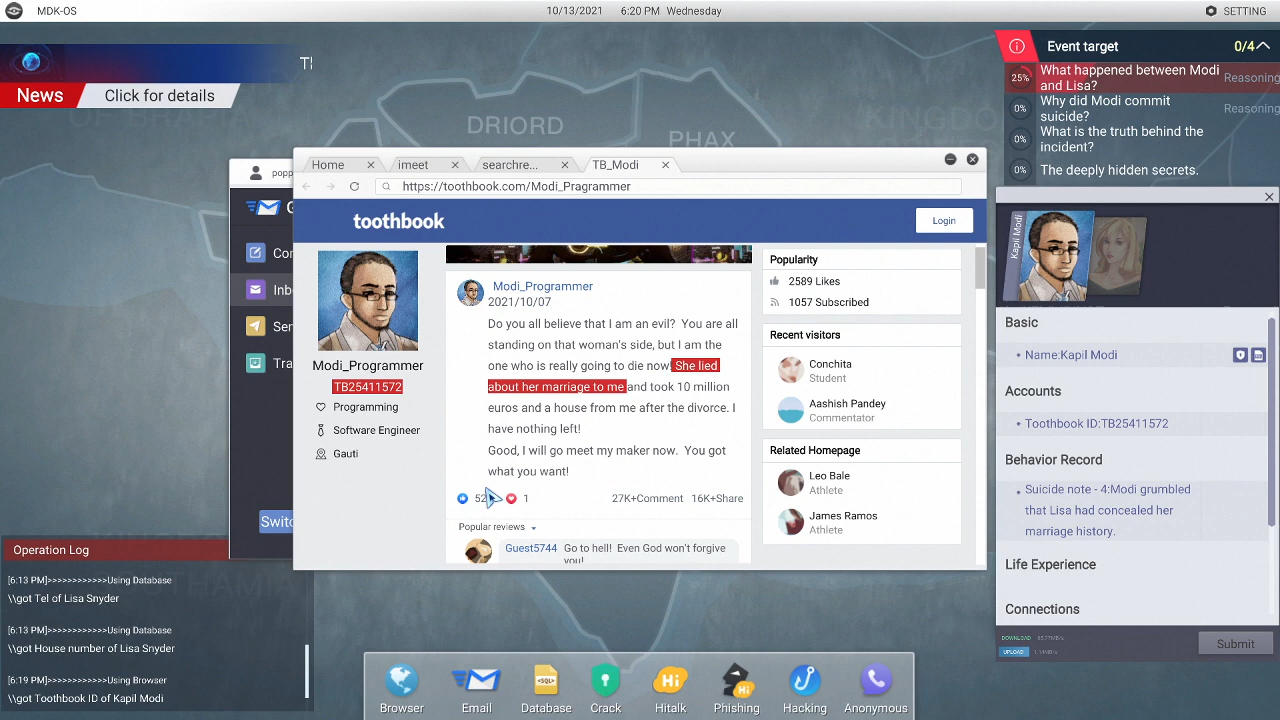 MDK-OS
10/13/2021 6:20 PM Wednesday
SETTING
News
Click for details
DRIORD
PHAX
Event target
0/4
25%
What happened between Modi
and Lisa?
Reasoning
0%
Why did Modi commit
suicide?
Reasoning
0%
What is the truth behind the
incident?
0%
The deeply hidden secrets.
Home
imeet
searchre...
TB_Modi
https://toothbook.com/Modi_Pragrammer
toothbook
Login
Modi_Programmer
TB25411572
Programming
Software Engineer
Gauti
Modi_Programmer
2021/10/07
Do you all believe that I am an evil? You are all
standing on that woman's side, but I am the
one who is really going to die now! She lied
about her marriage to me and took 10 million
euros and a house from me after the divorce. I
have nothing left!
Good, I will go meet my maker now. You got
what you want!
1
27K+Comment 16K+Share
Popular reviews
Guest5744 Go to hell! Even God won't forgive
you!
Popularity
2589 Likes
1057 Subscribed
Recent visitors
Conchita
Student
Aashish Pandey
Commentator
Related Homepage
Leo Bale
Athlete
James Ramos
Athlete
Kapil Modi
Basic
• Name:Kapil Modi
Accounts
• Toothbook ID:TB25411572
Behavior Record
• Suicide note - 4:Modi grumbled
that Lisa had concealed her
marriage history.
Life Experience
Connections
DOWNLOAD
UPLOAD
Submit
Operation Log
[6:13 PM]>>>>>>>>>>>>Using Database
\\got Tel of Lisa Snyder
[6:13 PM]>>>>>>>>>>>>Using Database
\\got House number of Lisa Snyder
[6:19 PM]>>>>>>>>>>>>Using Browser
\\got Toothbook ID of Kapil Modi
Browser
Email
Database
Crack
Hitalk
Phishing
Hacking
Anonymous